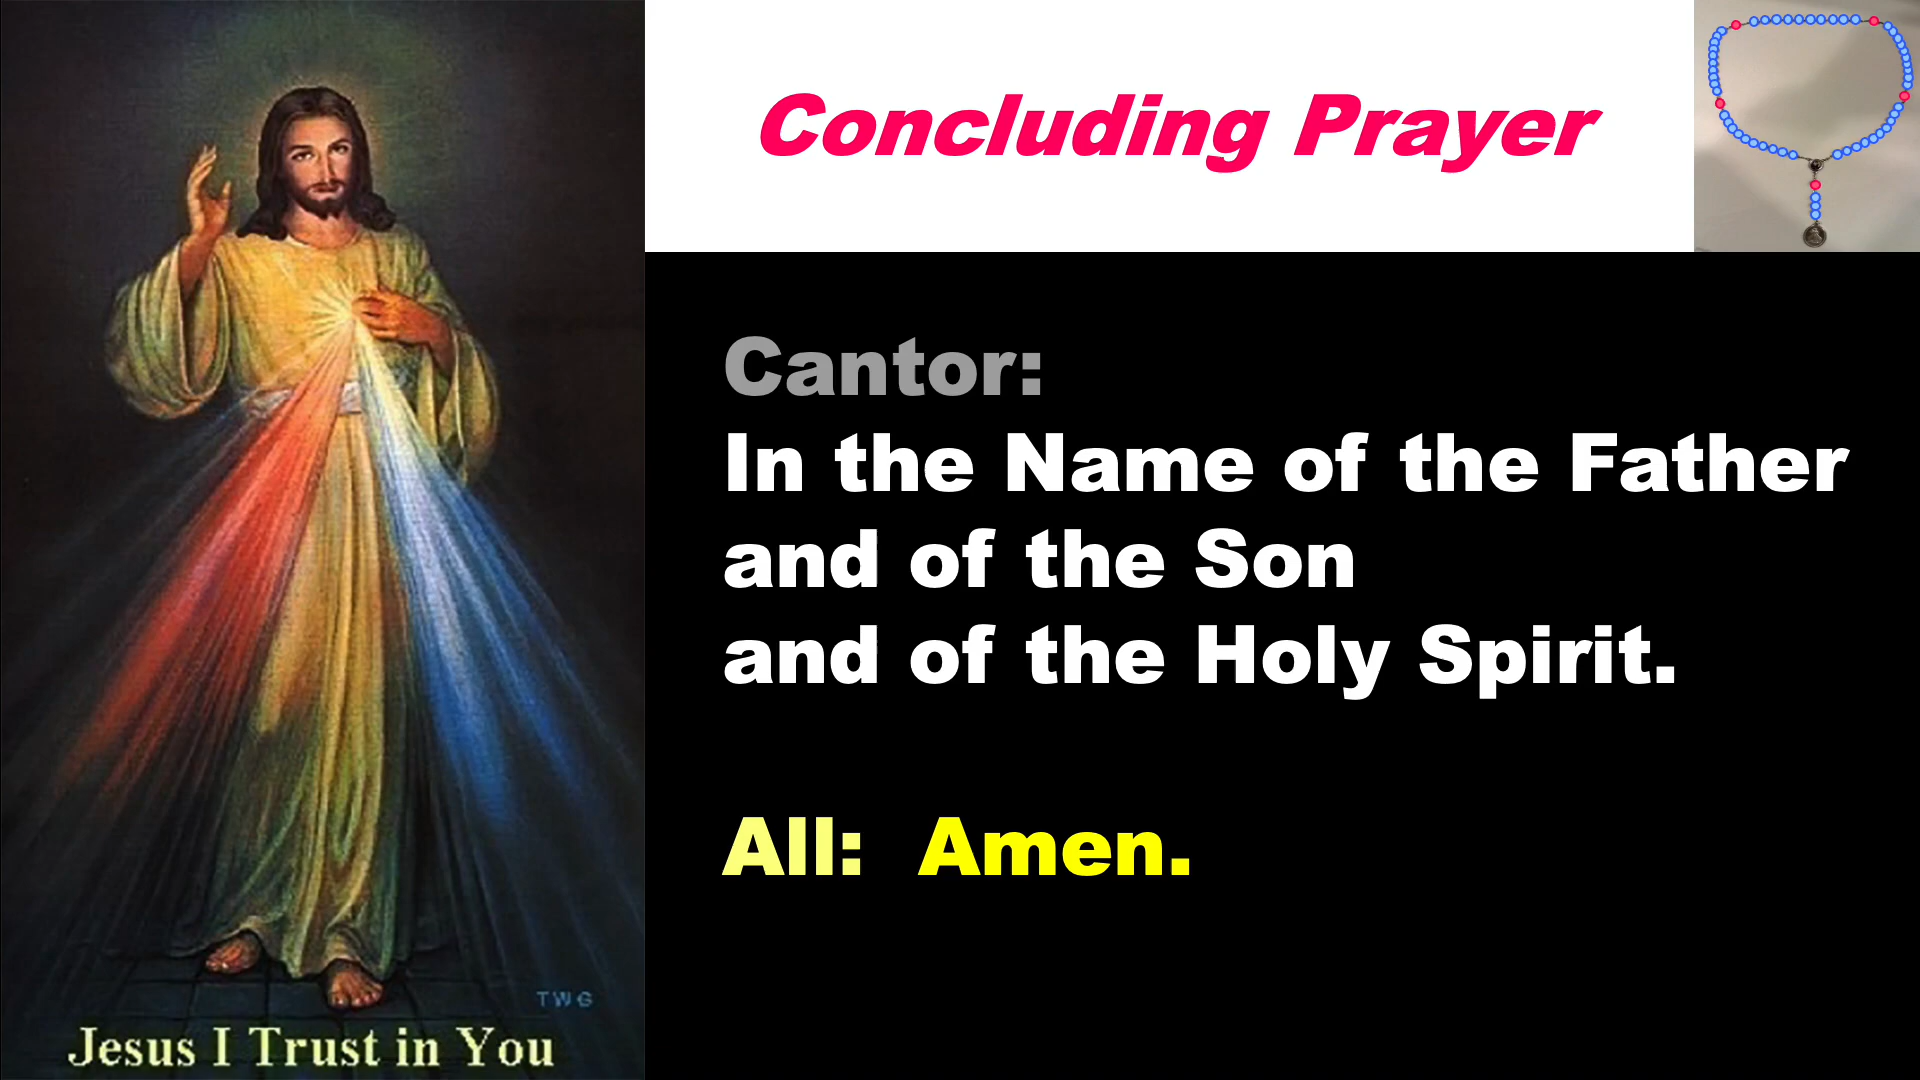 Concluding Prayer
Cantor:
In the Name of the Father
and of the Son
and of the Holy Spirit.
All:  Amen.
TWG
Jesus I Trust in You